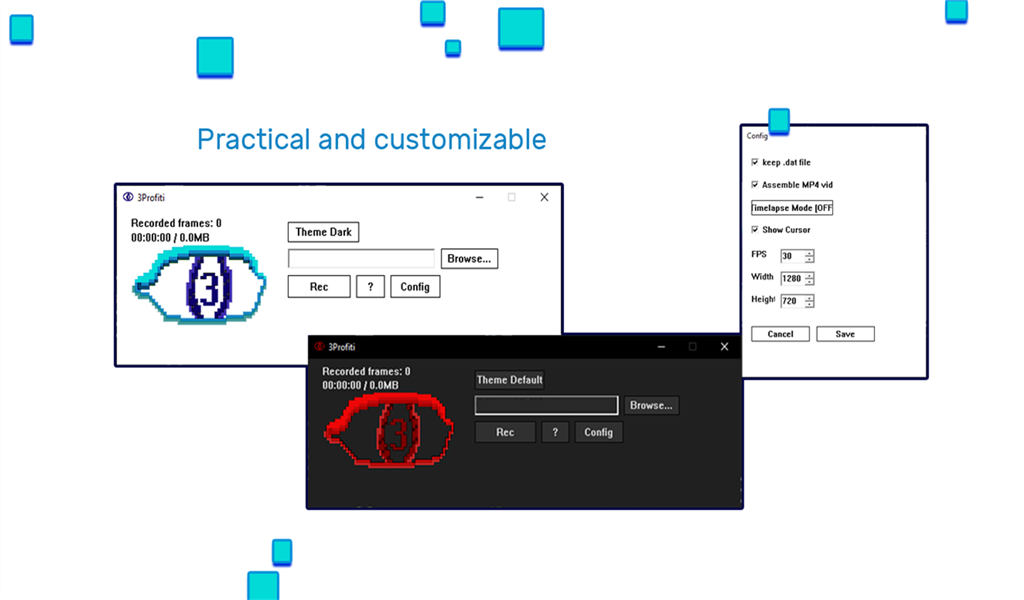 Practical and customizable
3Profiti
Recorded frames: 0
00:00:00 / 0.0MB
3
Theme Dark
Browse...
Rec
?
Config
3Profiti
Recorded frames: 0
00:00:00 / 0.0MB
3
Theme Default
Browse...
Rec
?
Config
Config
keep .dat file
Assemble MP4 vid
Timelapse Mode [OFF
Show Cursor
FPS 30
Width 1280
Height 720
Cancel
Save